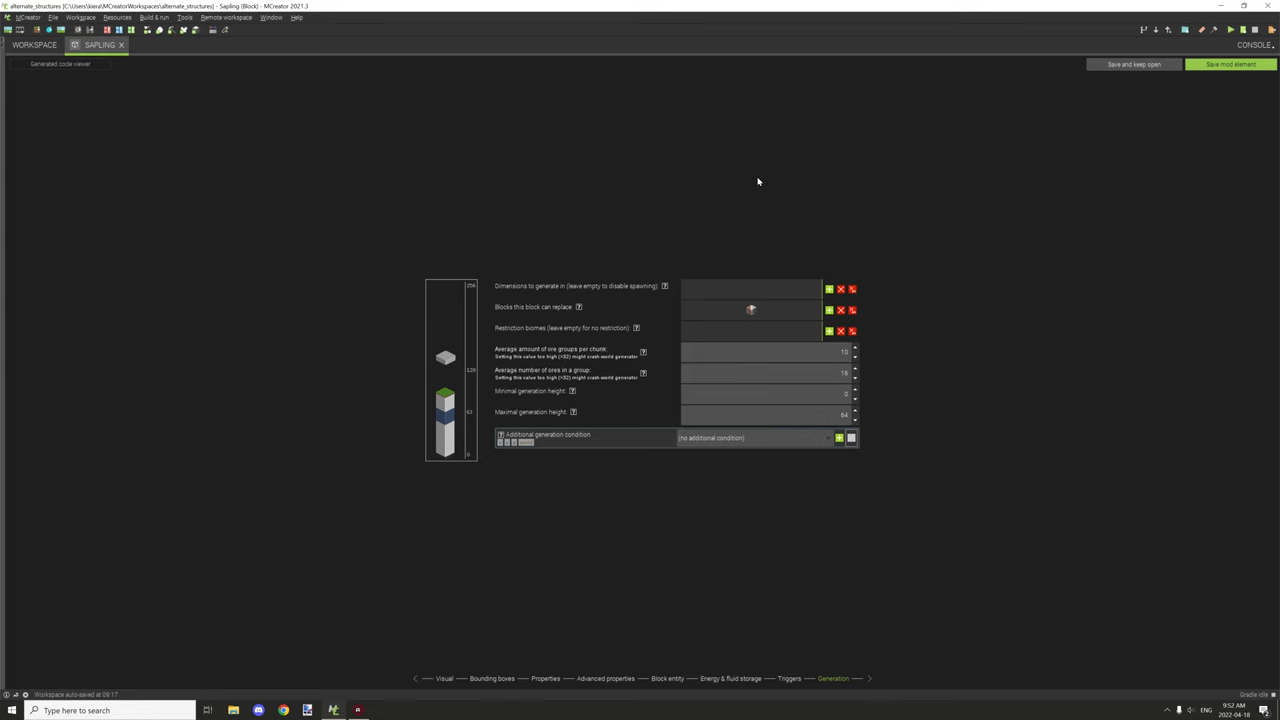 alternate_structures [C:\Users\kiera\MCreatorWorkspaces\alternate_structures] - Sapling (Block) - MCreator 2021.3
MCreator File Workspace Resources Build & run Tools Remote workspace Window Help
WORKSPACE SAPLING CONSOLE
Generated code viewer Save and keep open Save mod element
256
128
63
0
Dimensions to generate in (leave empty to disable spawning):
Blocks this block can replace:
Restriction biomes (leave empty for no restriction):
Average amount of ore groups per chunk: 10
Setting this value too high (>32) might crash world generator
Average number of ores in a group: 16
Setting this value too high (>32) might crash world generator
Minimal generation height: 0
Maximal generation height: 64
Additional generation condition (no additional condition)
x y z world
Visual Bounding boxes Properties Advanced properties Block entity Energy & fluid storage Triggers Generation
Workspace auto-saved at 09:17 Gradle idle
Type here to search ENG 9:52 AM
2022-04-18